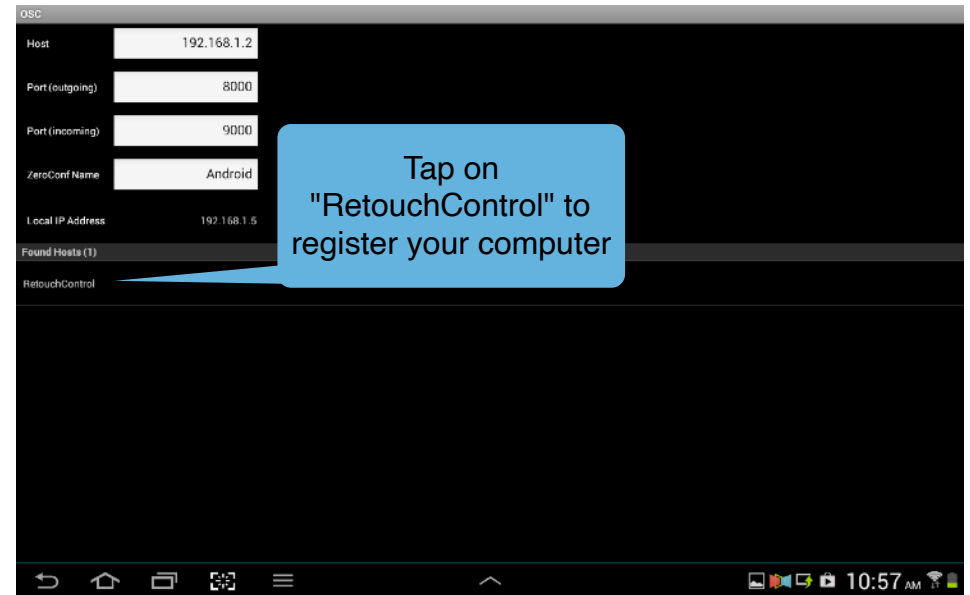 OSC
Host 192.168.1.2
Port (outgoing) 8000
Port (incoming) 9000
ZeroConf Name Android
Local IP Address 192.168.1.5
Found Hosts (1)
RetouchControl
Tap on
"RetouchControl" to
register your computer
10:57 AM